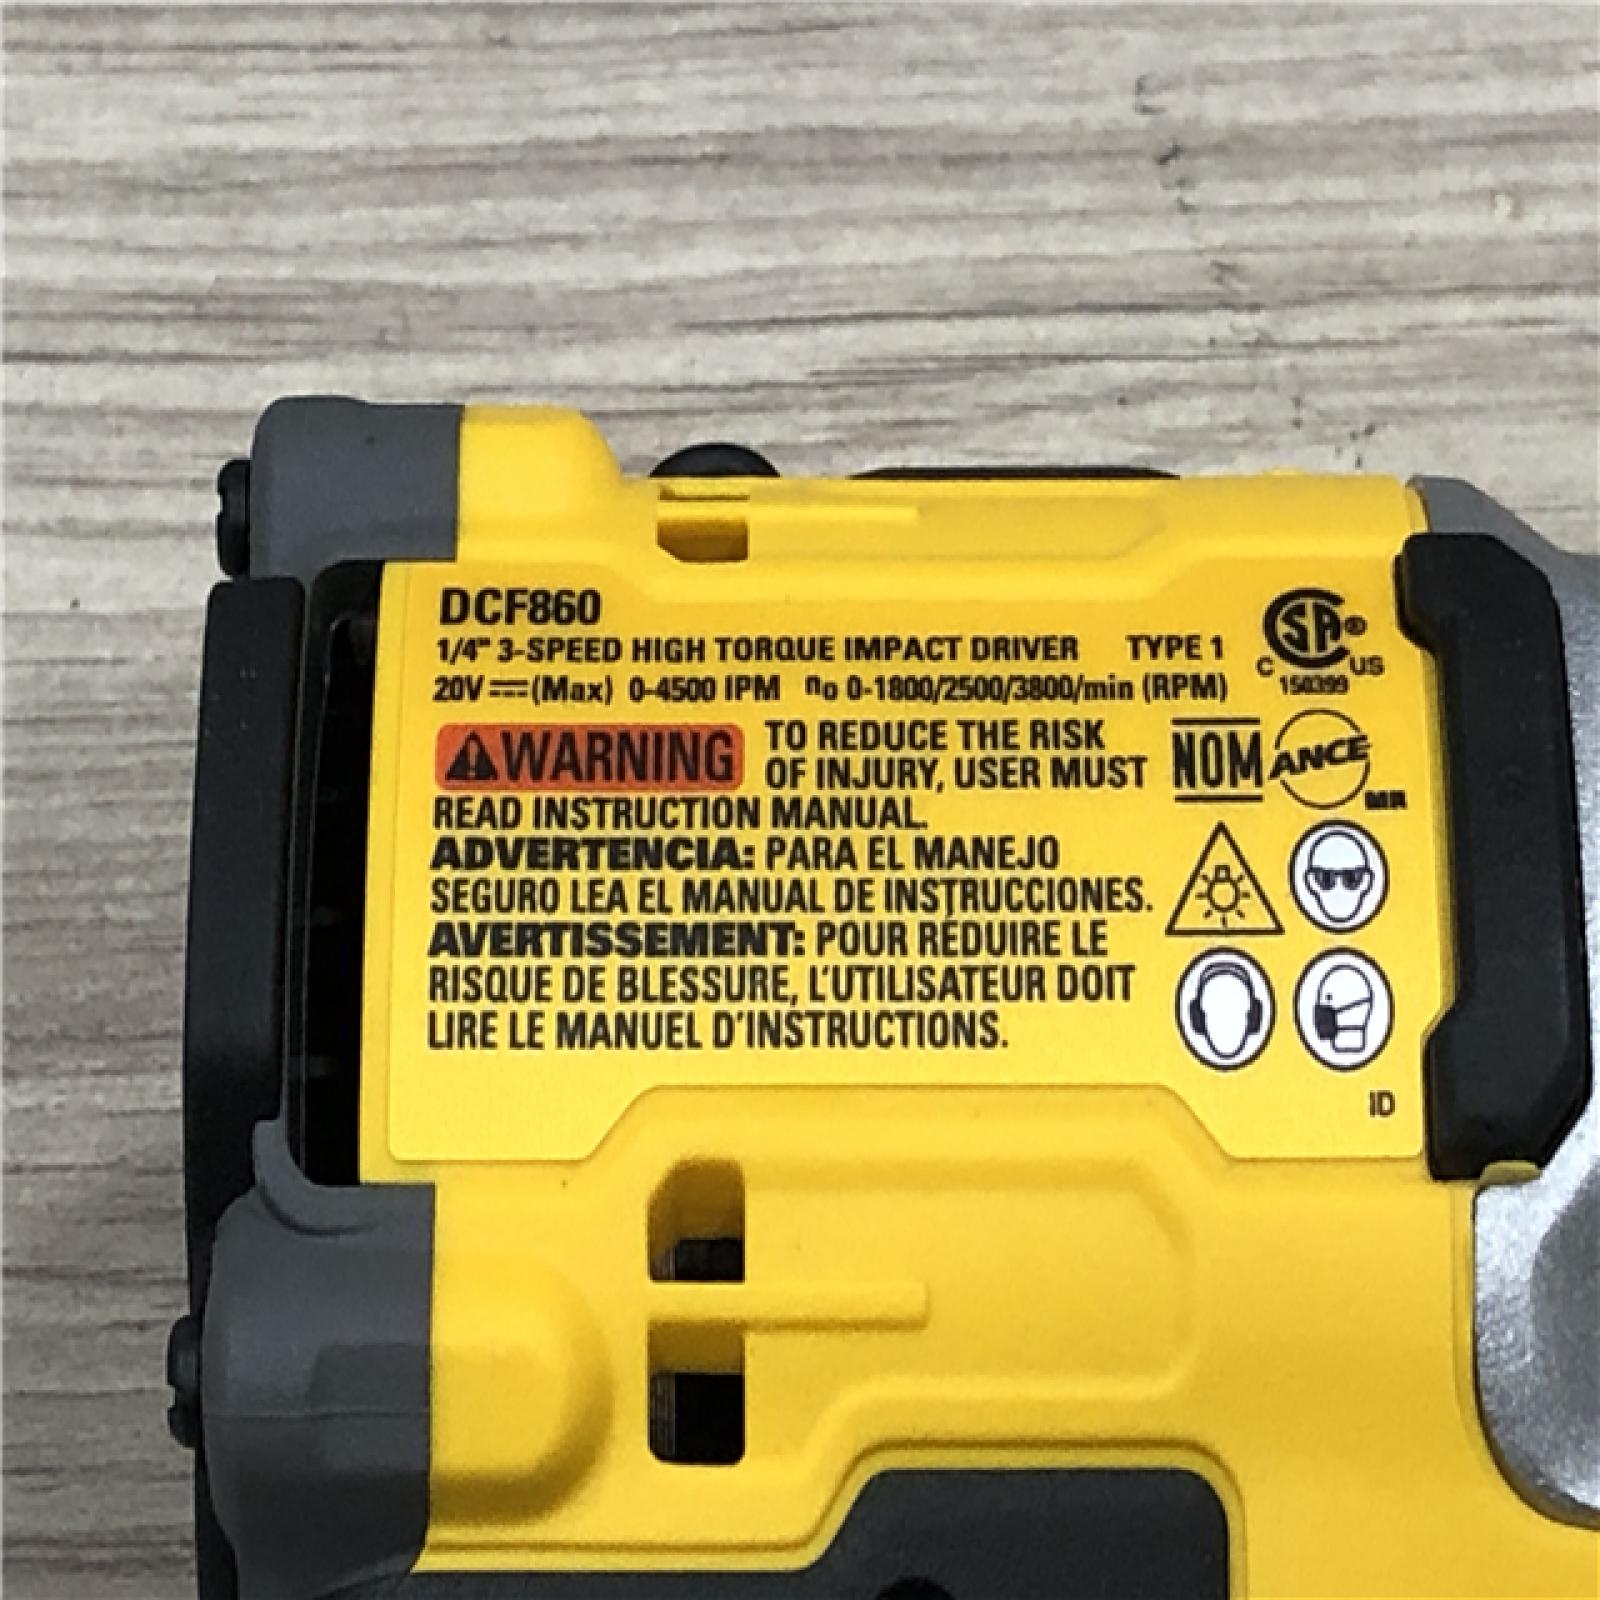 DCF860
1/4" 3-SPEED HIGH TORQUE IMPACT DRIVER TYPE 1
20V ⎓ (Max) 0-4500 IPM no 0-1800/2500/3800/min (RPM)
CSA®
C US
150399
⚠WARNING TO REDUCE THE RISK
OF INJURY, USER MUST
READ INSTRUCTION MANUAL.
NOM ANCE
MR
ADVERTENCIA: PARA EL MANEJO
SEGURO LEA EL MANUAL DE INSTRUCCIONES.
AVERTISSEMENT: POUR RÉDUIRE LE
RISQUE DE BLESSURE, L'UTILISATEUR DOIT
LIRE LE MANUEL D'INSTRUCTIONS.
ID